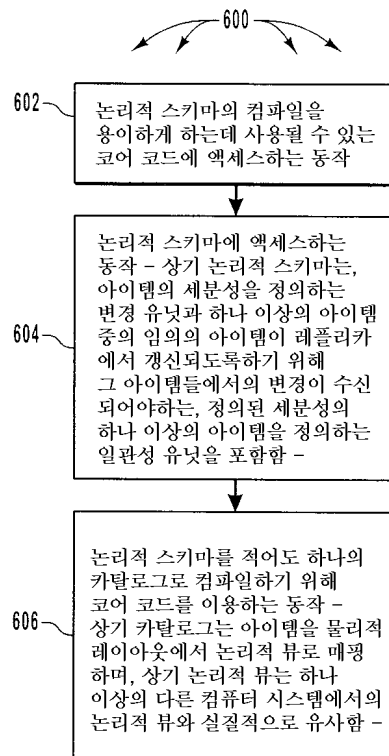 600
602
논리적 스키마의 컴파일을
용이하게 하는데 사용될 수 있는
코어 코드에 액세스하는 동작
604
논리적 스키마에 액세스하는
동작 – 상기 논리적 스키마는,
아이템의 세분성을 정의하는
변경 유닛과 하나 이상의 아이템
중의 임의의 아이템이 레플리카
에서 갱신되도록하기 위해
그 아이템들에서의 변경이 수신
되어야하는, 정의된 세분성의
하나 이상의 아이템을 정의하는
일관성 유닛을 포함함 –
606
논리적 스키마를 적어도 하나의
카탈로그로 컴파일하기 위해
코어 코드를 이용하는 동작 –
상기 카탈로그는 아이템을 물리적
레이아웃에서 논리적 뷰로 매핑
하며, 상기 논리적 뷰는 하나
이상의 다른 컴퓨터 시스템에서의
논리적 뷰와 실질적으로 유사함 –